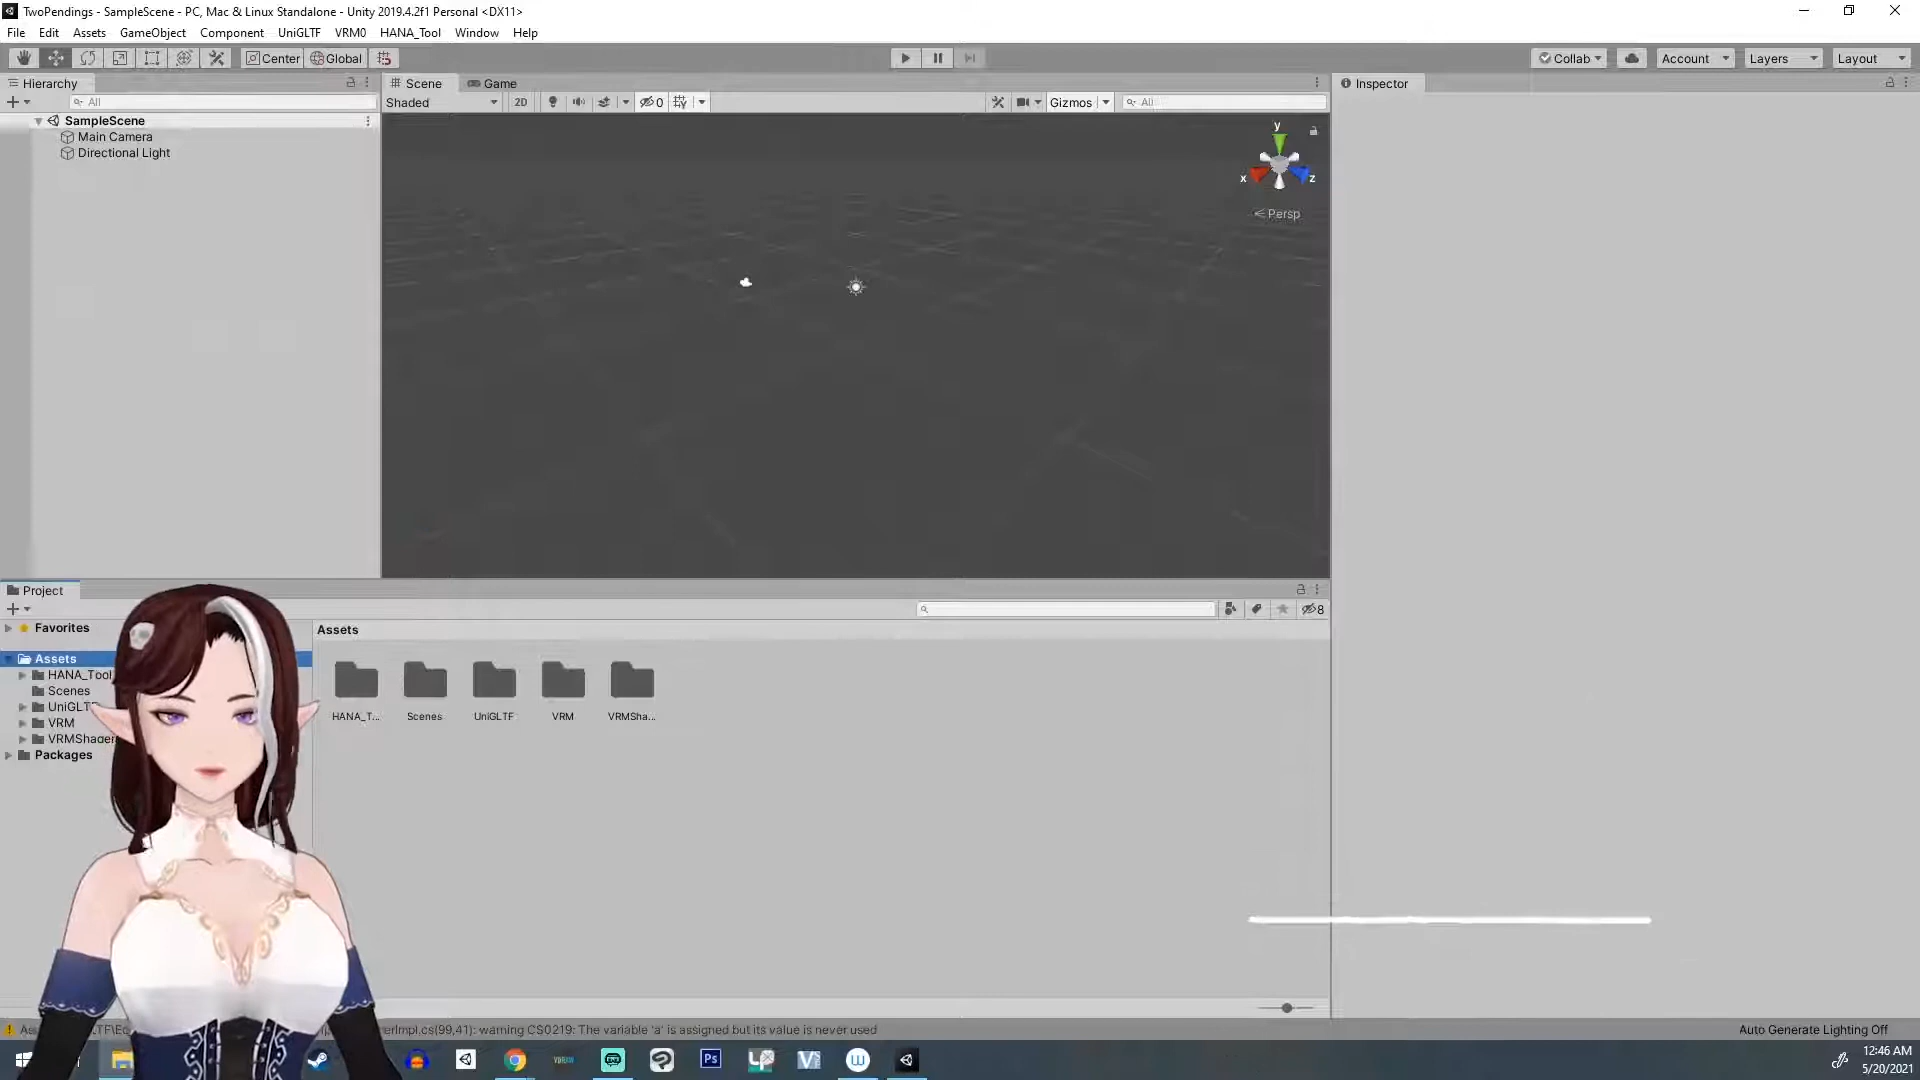 TwoPendings - SampleScene - PC, Mac & Linux Standalone - Unity 2019.4.2f1 Personal <DX11>
File Edit Assets GameObject Component UniGLTF VRM0 HANA_Tool Window Help
Center Global Collab Account Layers Layout
Hierarchy Scene Game Inspector
All Shaded 2D 0 Gizmos All
SampleScene
Main Camera
Directional Light
y
x z
Persp
Project
8
Favorites Assets
Assets
HANA_Tool
Scenes
UniGLTF
VRM
VRMShader
Packages
HANA_T... Scenes UniGLTF VRM VRMSha...
erImpl.cs(99,41): warning CS0219: The variable 'a' is assigned but its value is never used
Auto Generate Lighting Off
Ps
12:46 AM
5/20/2021